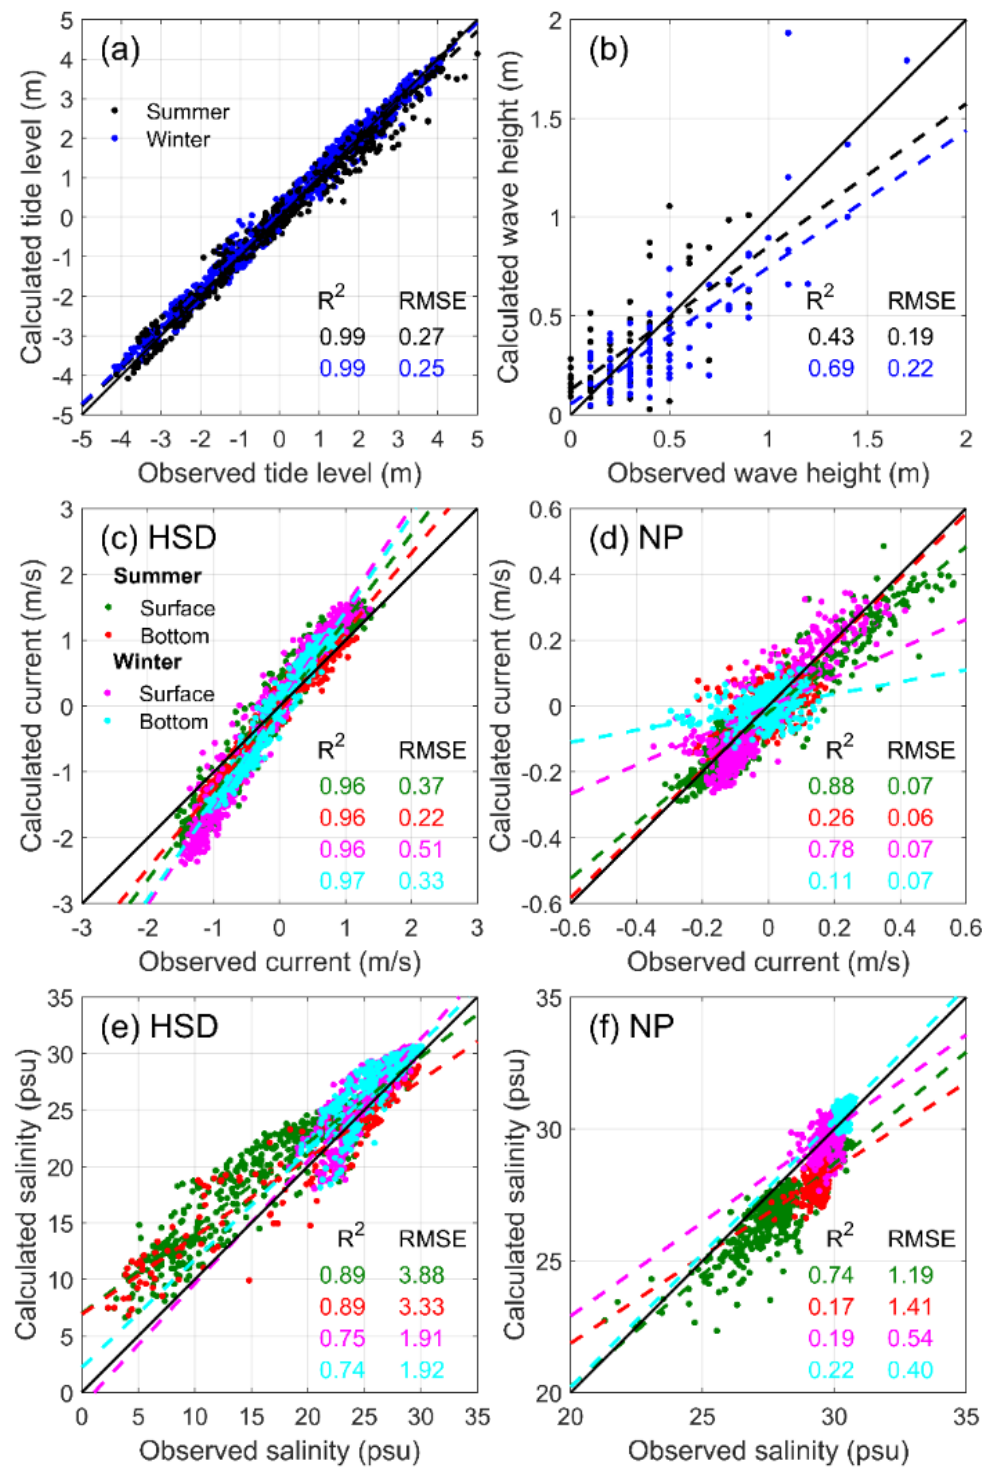 (a)
Summer
Winter
R2 RMSE
0.99 0.27
0.99 0.25
5
4
3
2
1
0
-1
-2
-3
-4
-5
-5 -4 -3 -2 -1 0 1 2 3 4 5
Calculated tide level (m)
Observed tide level (m)
(b)
R2 RMSE
0.43 0.19
0.69 0.22
2
1.5
1
0.5
0
0 0.5 1 1.5 2
Calculated wave height (m)
Observed wave height (m)
(c) HSD
Summer
Surface
Bottom
Winter
Surface
Bottom
R2 RMSE
0.96 0.37
0.96 0.22
0.96 0.51
0.97 0.33
3
2
1
0
-1
-2
-3
-3 -2 -1 0 1 2 3
Calculated current (m/s)
Observed current (m/s)
(d) NP
R2 RMSE
0.88 0.07
0.26 0.06
0.78 0.07
0.11 0.07
0.6
0.4
0.2
0
-0.2
-0.4
-0.6
-0.6 -0.4 -0.2 0 0.2 0.4 0.6
Calculated current (m/s)
Observed current (m/s)
(e) HSD
R2 RMSE
0.89 3.88
0.89 3.33
0.75 1.91
0.74 1.92
35
30
25
20
15
10
5
0
0 5 10 15 20 25 30 35
Calculated salinity (psu)
Observed salinity (psu)
(f) NP
R2 RMSE
0.74 1.19
0.17 1.41
0.19 0.54
0.22 0.40
35
30
25
20
20 25 30 35
Calculated salinity (psu)
Observed salinity (psu)